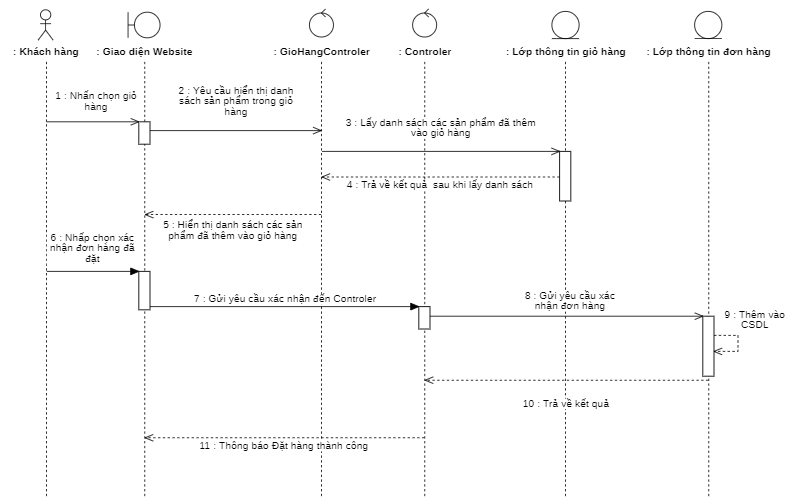 : Khách hàng
: Giao diện Website
: GioHangControler
: Controler
: Lớp thông tin giỏ hàng
: Lớp thông tin đơn hàng
1 : Nhấn chọn giỏ
hàng
2 : Yêu cầu hiển thị danh
sách sản phẩm trong giỏ
hàng
3 : Lấy danh sách các sản phẩm đã thêm
vào giỏ hàng
4 : Trả về kết quả sau khi lấy danh sách
5 : Hiển thị danh sách các sản
phẩm đã thêm vào giỏ hàng
6 : Nhấp chọn xác
nhận đơn hàng đã
đặt
7 : Gửi yêu cầu xác nhận đến Controler
8 : Gửi yêu cầu xác
nhận đơn hàng
9 : Thêm vào
CSDL
10 : Trả về kết quả
11 : Thông báo Đặt hàng thành công